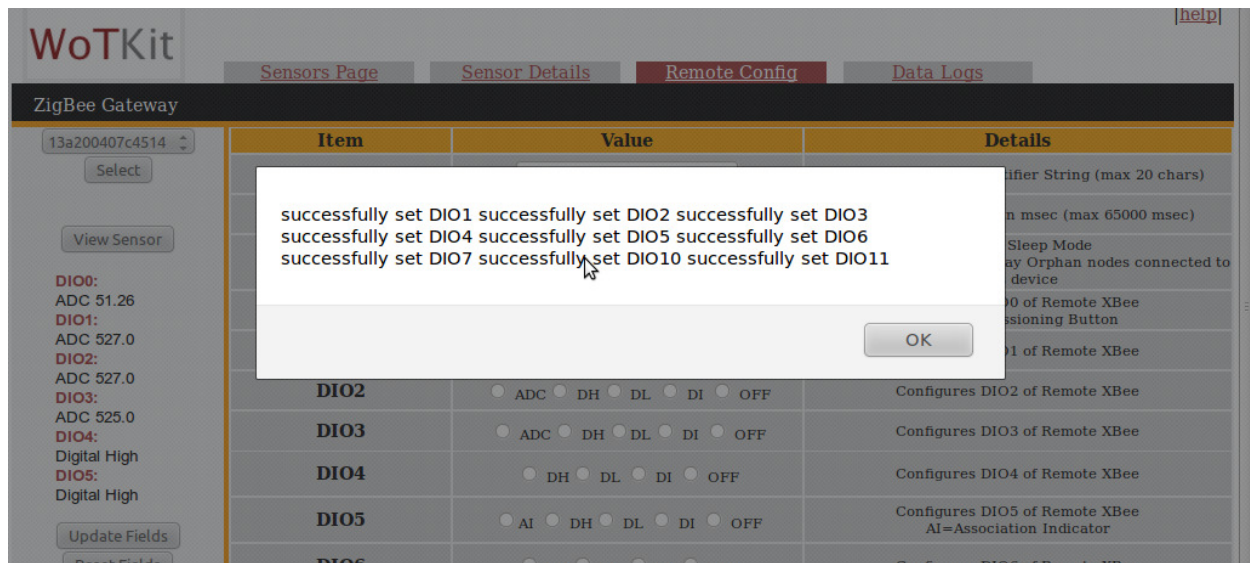 |help|
WoTKit
Sensors Page Sensor Details Remote Config Data Logs
ZigBee Gateway
13a200407c4514
Select
View Sensor
DIO0:
ADC 51.26
DIO1:
ADC 527.0
DIO2:
ADC 527.0
DIO3:
ADC 525.0
DIO4:
Digital High
DIO5:
Digital High
Update Fields
Item Value Details
String (max 20 chars)
msec (max 65000 msec)
Sleep Mode
Orphan nodes connected to
device
of Remote XBee
Button
of Remote XBee
successfully set DIO1 successfully set DIO2 successfully set DIO3
successfully set DIO4 successfully set DIO5 successfully set DIO6
successfully set DIO7 successfully set DIO10 successfully set DIO11
OK
DIO2 ADC DH DL DI OFF Configures DIO2 of Remote XBee
DIO3 ADC DH DL DI OFF Configures DIO3 of Remote XBee
DIO4 DH DL DI OFF Configures DIO4 of Remote XBee
DIO5 AI DH DL DI OFF Configures DIO5 of Remote XBee
AI=Association Indicator